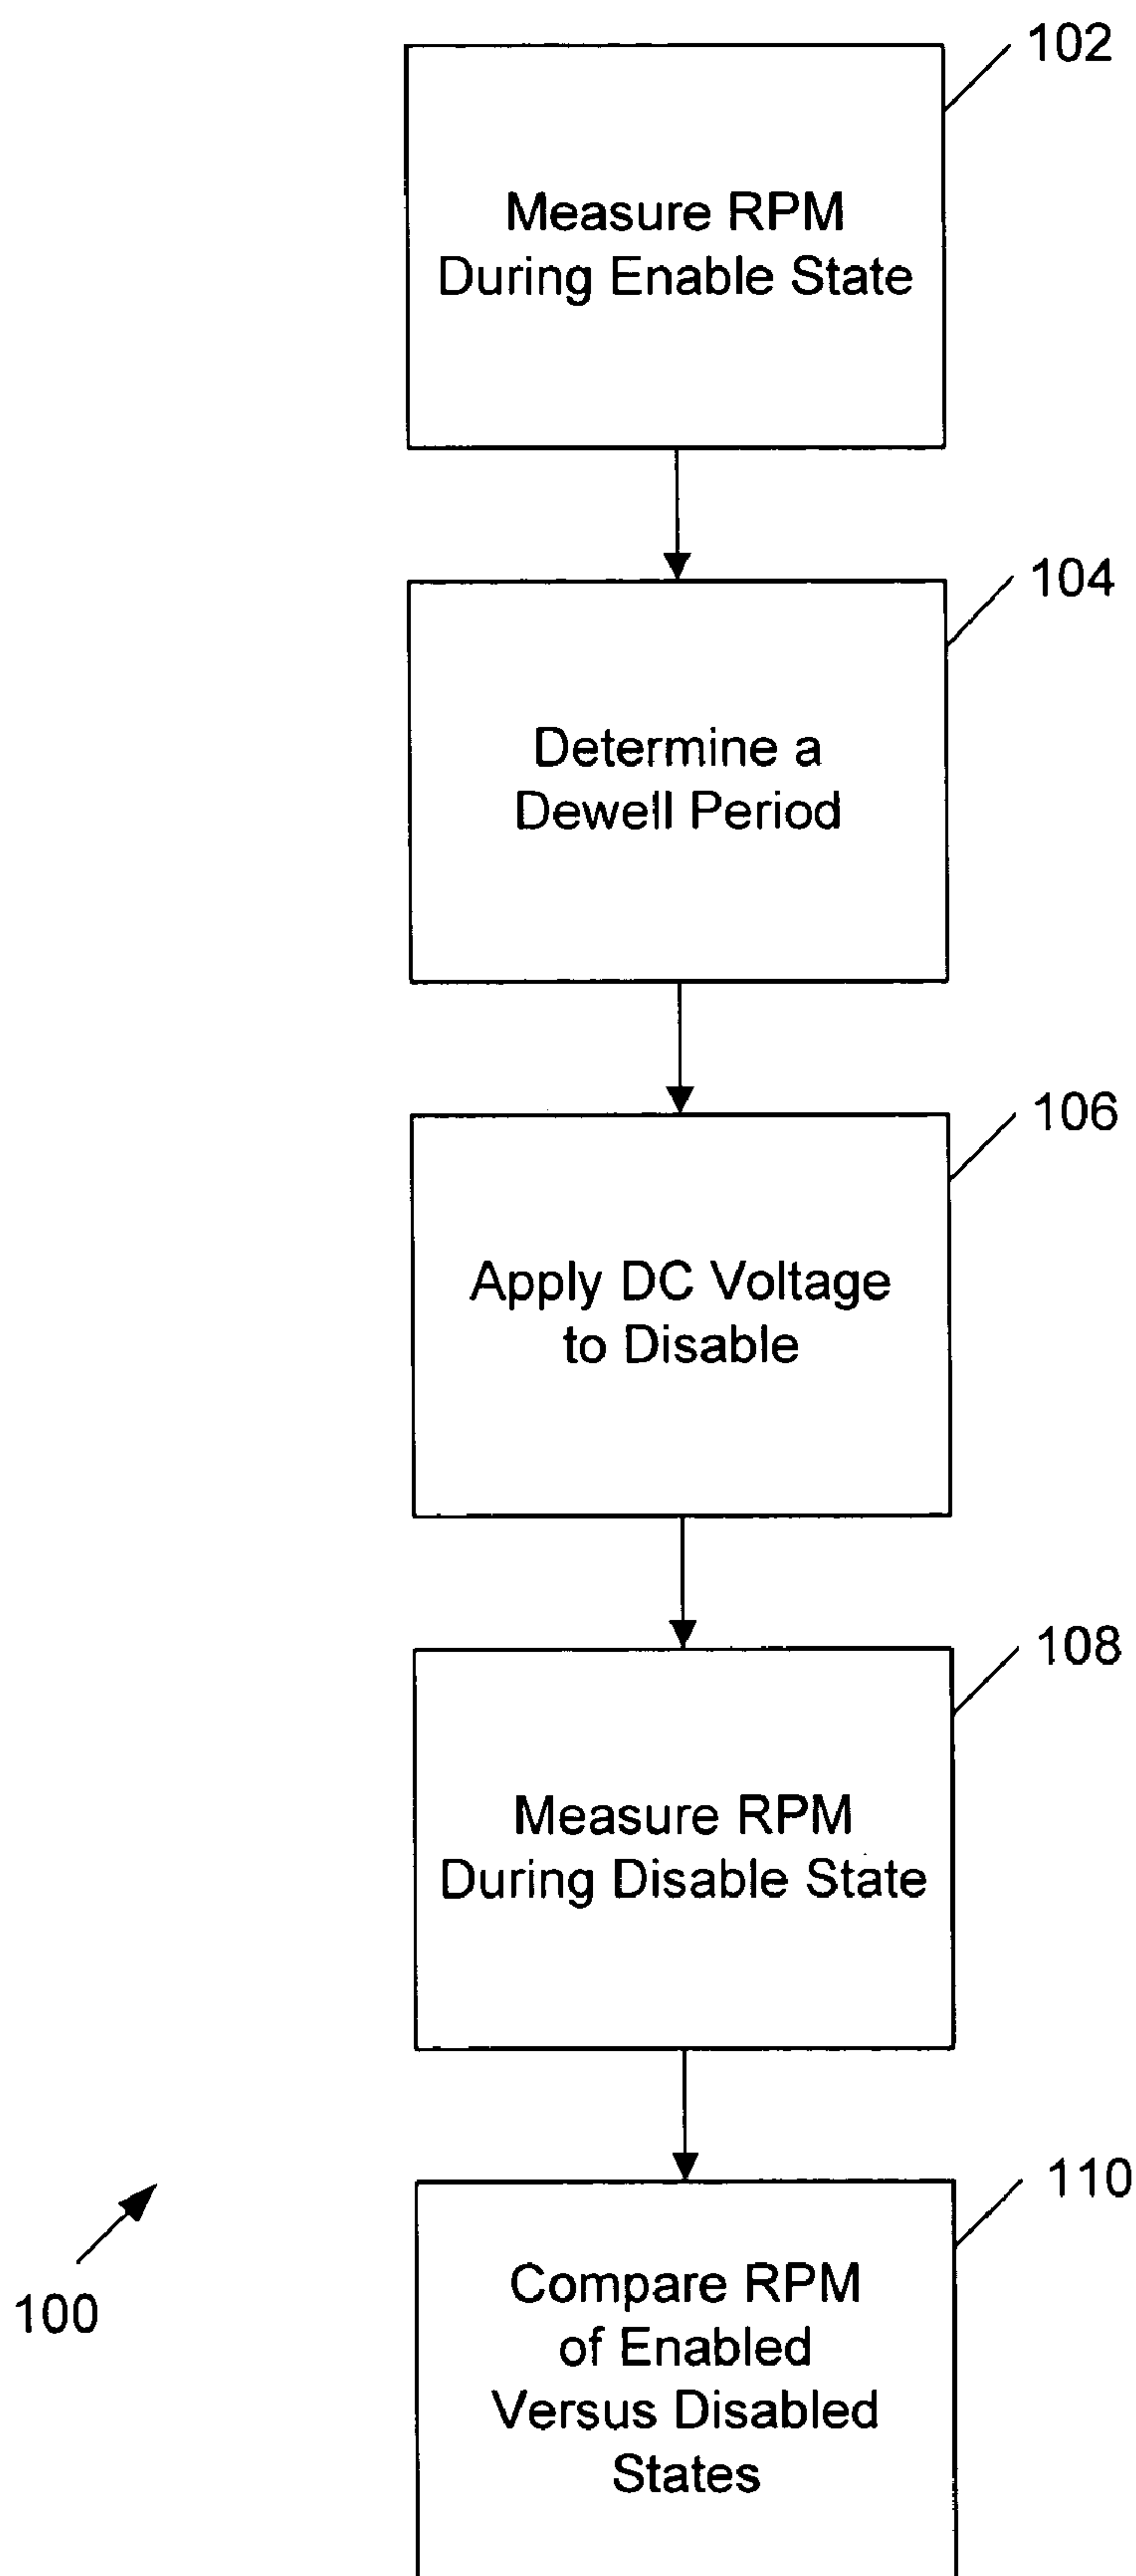 102
Measure RPM
During Enable State
104
Determine a
Dewell Period
106
Apply DC Voltage
to Disable
108
Measure RPM
During Disable State
110
Compare RPM
of Enabled
Versus Disabled
States
100